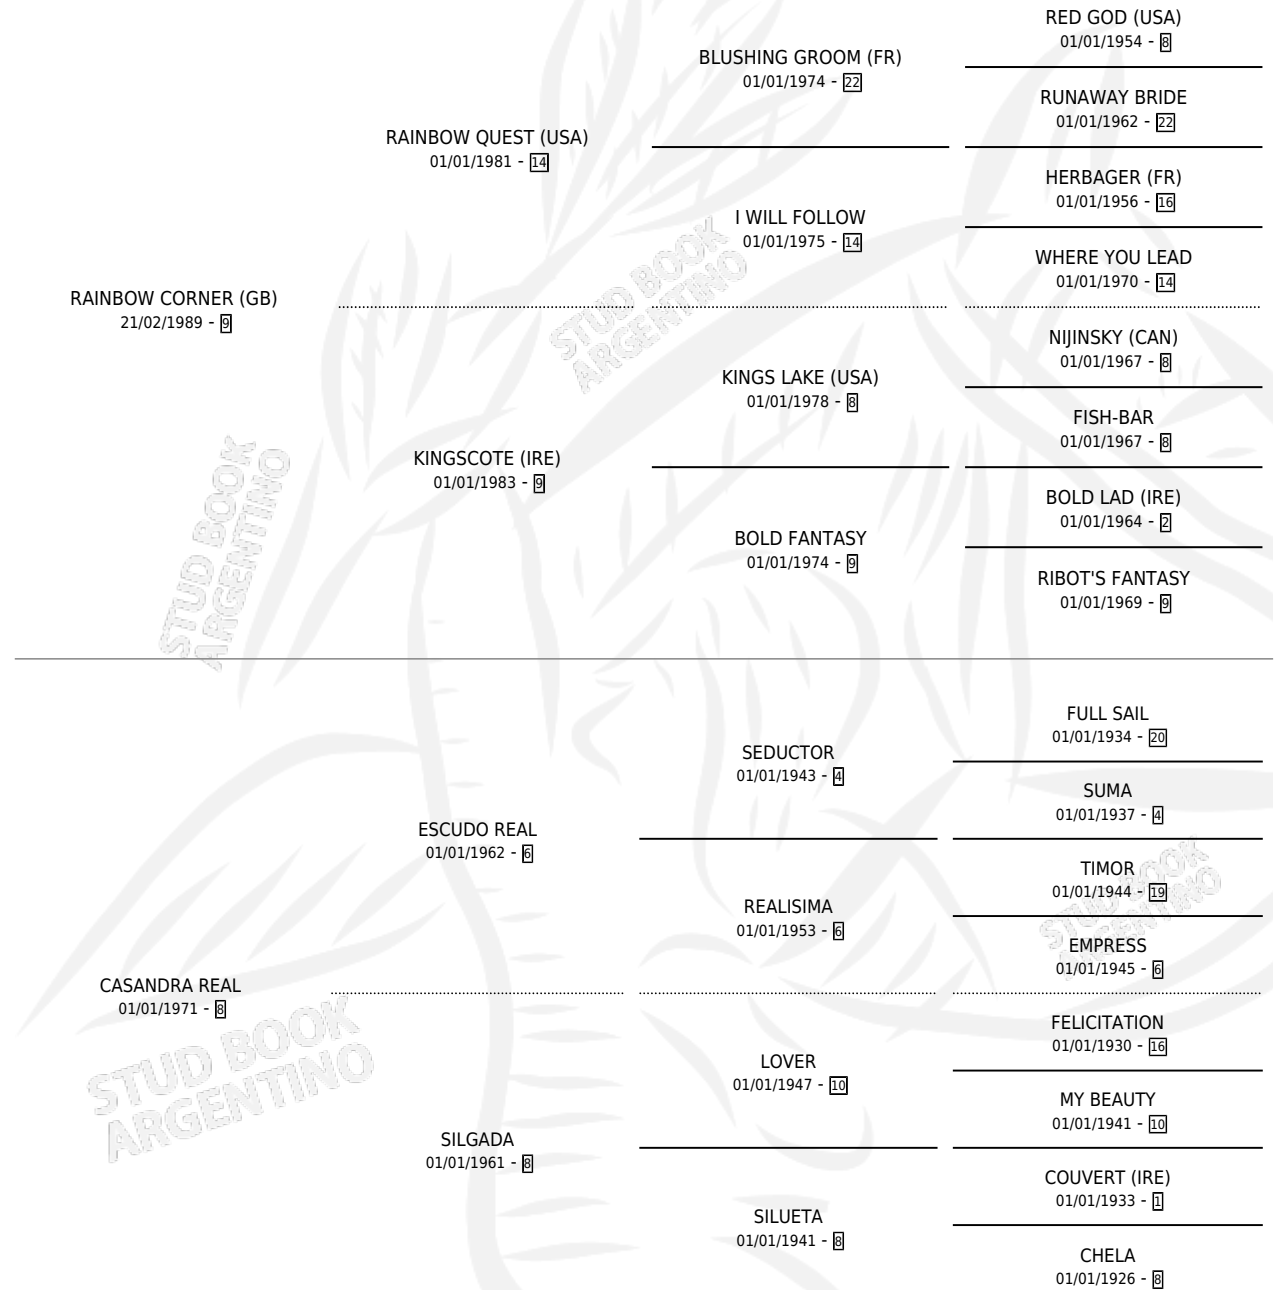 RED GOD (USA)
01/01/1954 - 8
BLUSHING GROOM (FR)
01/01/1974 - 22
RUNAWAY BRIDE
01/01/1962 - 22
RAINBOW QUEST (USA)
01/01/1981 - 14
HERBAGER (FR)
01/01/1956 - 16
I WILL FOLLOW
01/01/1975 - 14
WHERE YOU LEAD
01/01/1970 - 14
RAINBOW CORNER (GB)
21/02/1989 - 9
STUD BOOK
ARGENTINO
NIJINSKY (CAN)
01/01/1967 - 8
KINGS LAKE (USA)
01/01/1978 - 8
FISH-BAR
01/01/1967 - 8
KINGSCOTE (IRE)
01/01/1983 - 9
BOLD LAD (IRE)
01/01/1964 - 2
BOLD FANTASY
01/01/1974 - 9
RIBOT'S FANTASY
01/01/1969 - 9
STUD BOOK
ARGENTINO
FULL SAIL
01/01/1934 - 20
SEDUCTOR
01/01/1943 - 4
SUMA
01/01/1937 - 4
ESCUDO REAL
01/01/1962 - 6
TIMOR
01/01/1944 - 19
REALISIMA
01/01/1953 - 6
EMPRESS
01/01/1945 - 6
STUD BOOK
ARGENTINO
CASANDRA REAL
01/01/1971 - 8
FELICITATION
01/01/1930 - 16
LOVER
01/01/1947 - 10
MY BEAUTY
01/01/1941 - 10
STUD BOOK
ARGENTINO
SILGADA
01/01/1961 - 8
COUVERT (IRE)
01/01/1933 - 1
SILUETA
01/01/1941 - 8
CHELA
01/01/1926 - 8